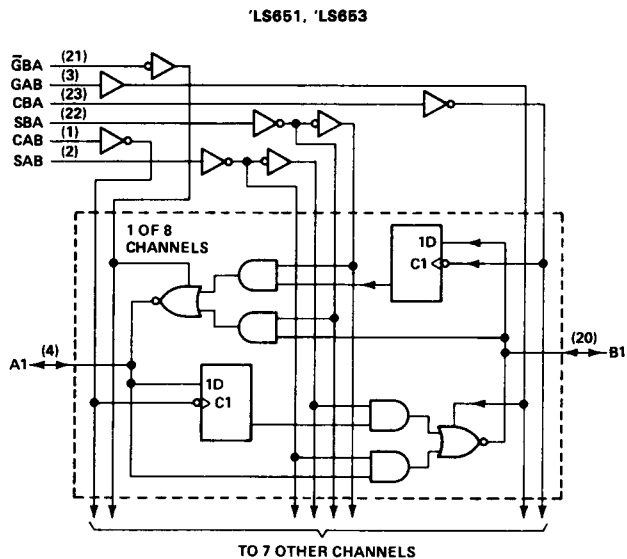 'LS651, 'LS653
G̅BA (21)
GAB (3)
CBA (23)
SBA (22)
CAB (1)
SAB (2)
1 OF 8
CHANNELS
1D
C1
A1 (4)
(20) B1
1D
C1
TO 7 OTHER CHANNELS